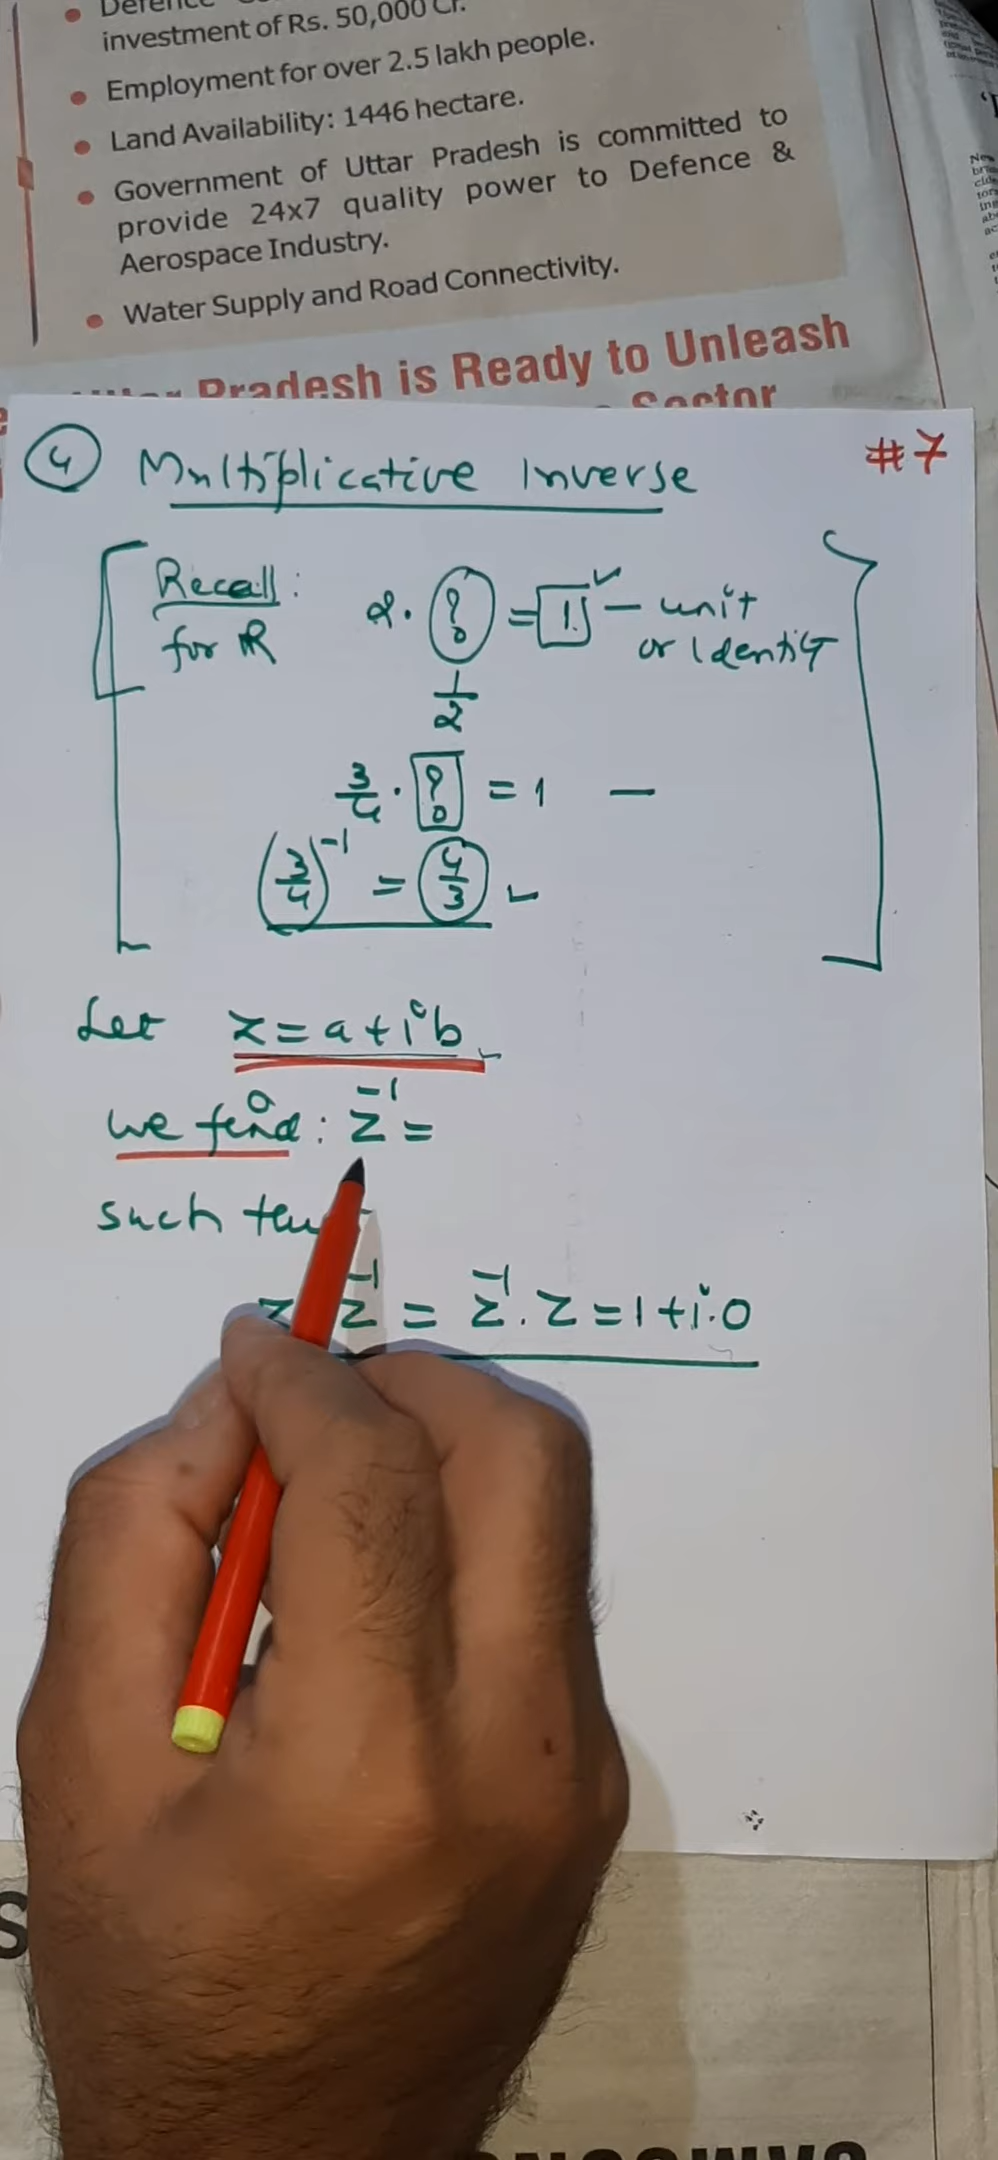 investment of Rs. 50,000 Cr.
• Employment for over 2.5 lakh people.
• Land Availability: 1446 hectare.
• Government of Uttar Pradesh is committed to
provide 24x7 quality power to Defence &
Aerospace Industry.
• Water Supply and Road Connectivity.
Pradesh is Ready to Unleash
Sector
4 Multiplicative Inverse #7
Recall: 2. ? = 1 – unit
for R or Identity
1/2
3/4 . ? = 1 –
(3/4)⁻¹ = 4/3
Let z = a + ib
we find: z⁻¹ =
such
z z⁻¹ = z⁻¹ . z = 1 + i.0